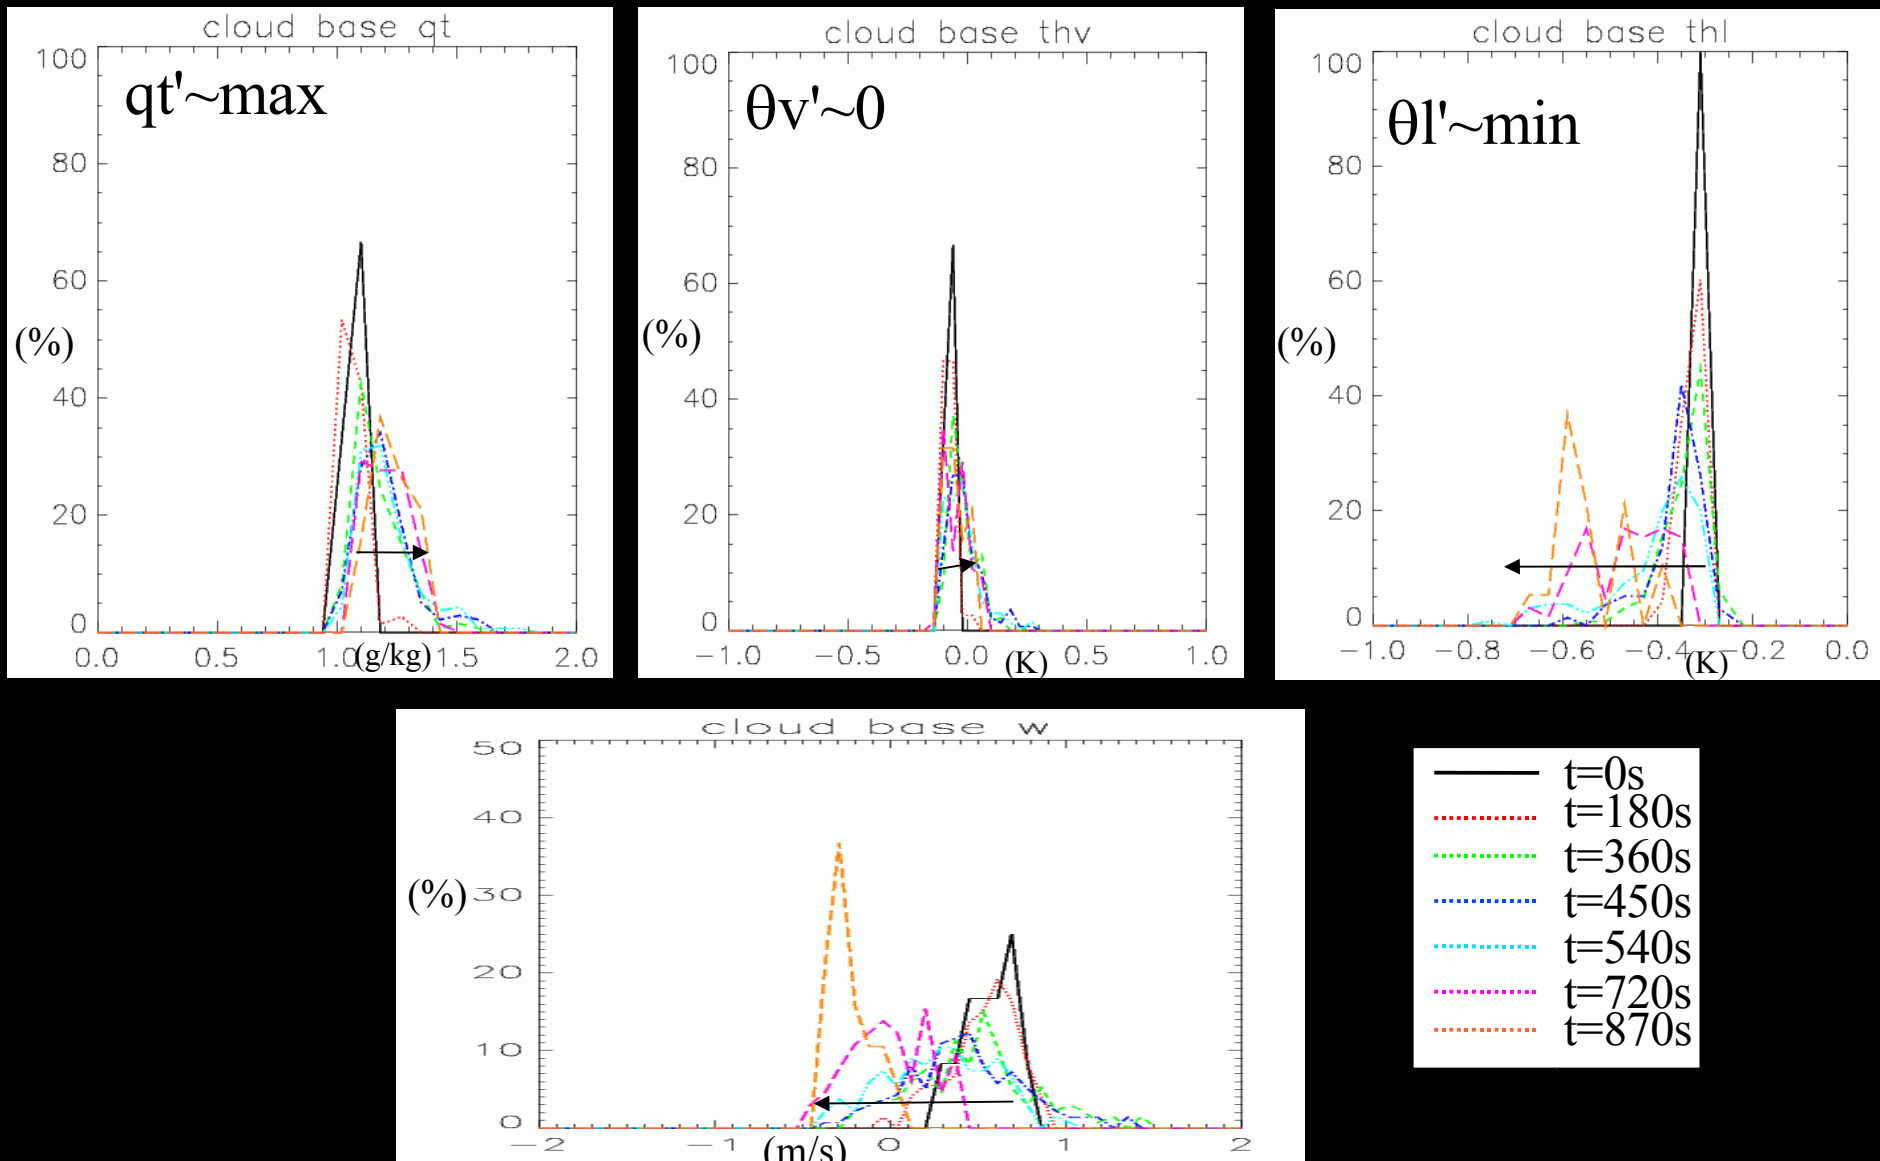 cloud base qt
qt'~max
100
80
60
(%)
40
20
0
0.0 0.5 1.0 (g/kg) 1.5 2.0
cloud base thv
θv'~0
100
80
60
(%)
40
20
0
−1.0 −0.5 0.0 (K) 0.5 1.0
cloud base thl
θl'~min
100
80
60
(%)
40
20
0
−1.0 −0.8 −0.6 −0.4 (K) −0.2 0.0
cloud base w
50
40
(%) 30
20
10
0
−2 −1 (m/s) 0 1 2
t=0s
t=180s
t=360s
t=450s
t=540s
t=720s
t=870s